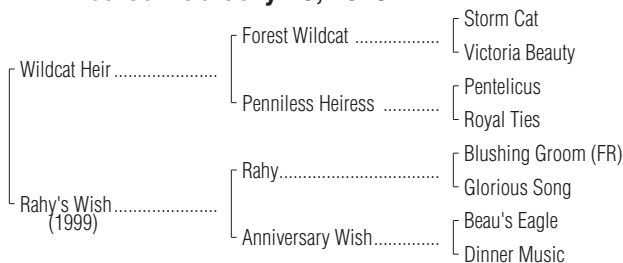 Storm Cat
Forest Wildcat ..................
Victoria Beauty
Wildcat Heir ......................
Pentelicus
Penniless Heiress ............
Royal Ties
Blushing Groom (FR)
Rahy..................................
Glorious Song
Rahy's Wish......................
(1999)
Beau's Eagle
Anniversary Wish..............
Dinner Music